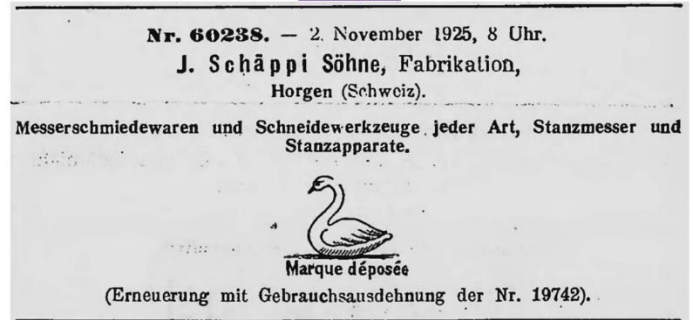 Nr. 60238. — 2. November 1925, 8 Uhr.
J. Schäppi Söhne, Fabrikation,
Horgen (Schweiz).
Messerschmiedewaren und Schneidewerkzeuge jeder Art, Stanzmesser und
Stanzapparate.
Marque déposée
(Erneuerung mit Gebrauchsausdehnung der Nr. 19742).